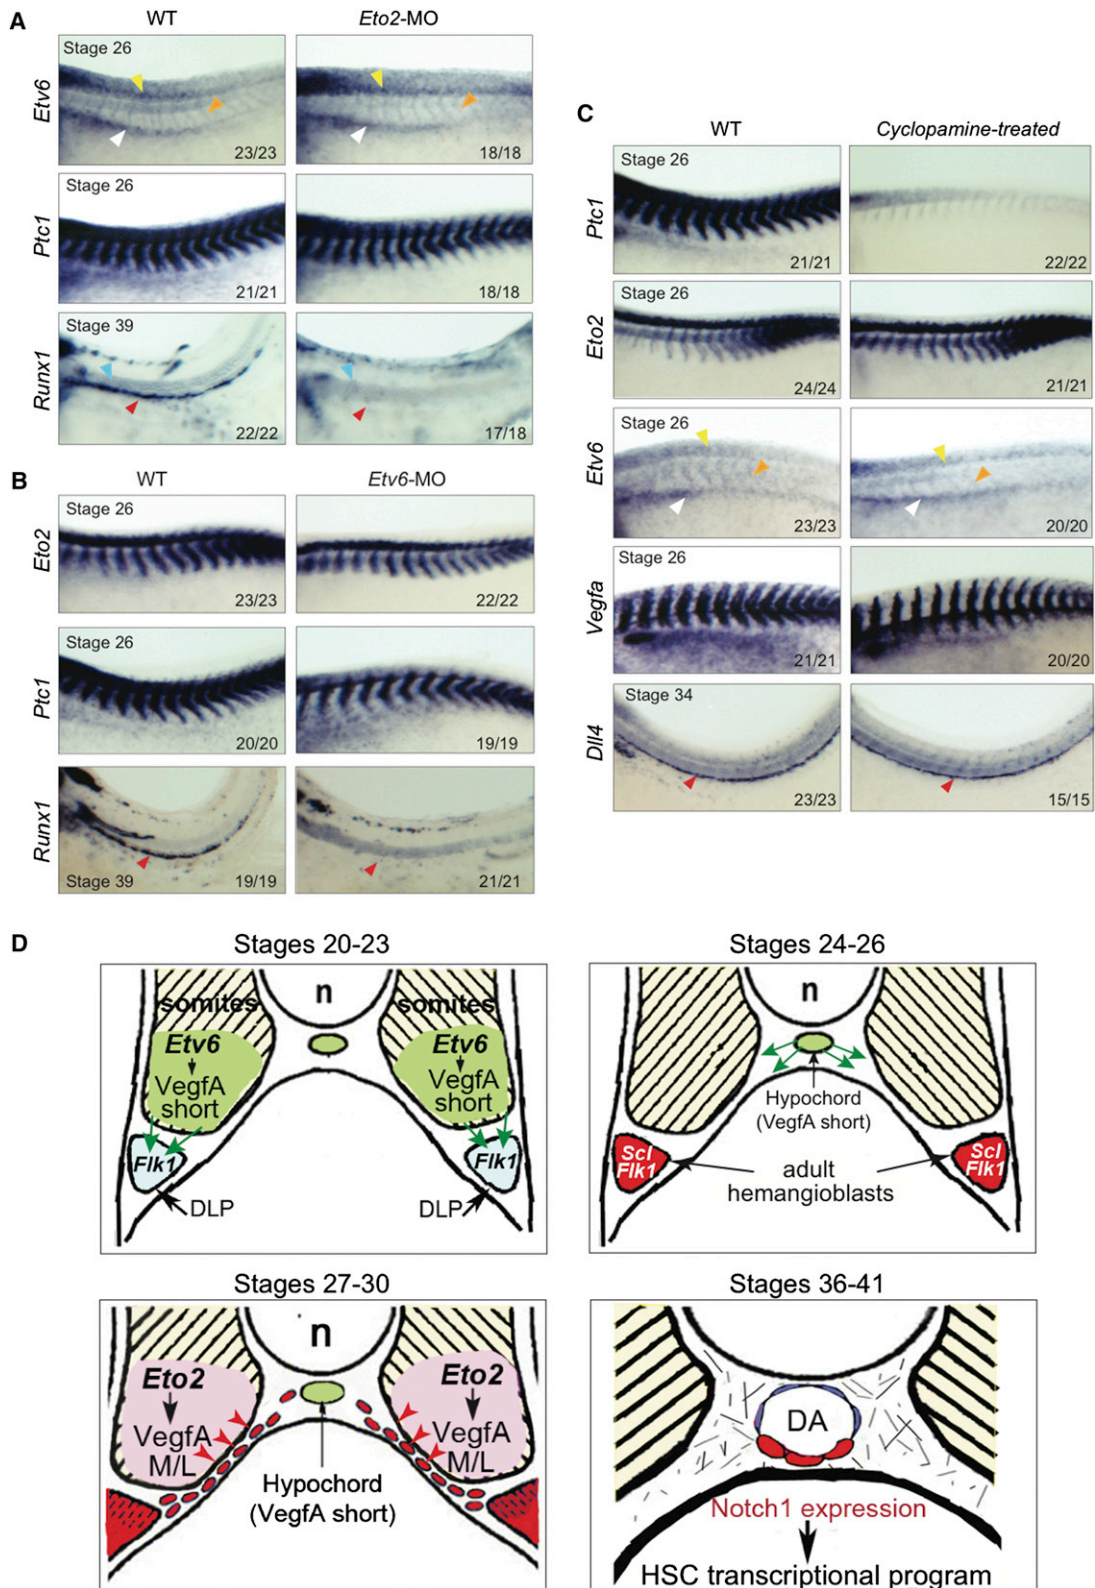 A
WT
Eto2-MO
Etv6
Stage 26
23/23
18/18
Ptc1
Stage 26
21/21
18/18
Runx1
Stage 39
22/22
17/18
B
WT
Etv6-MO
Eto2
Stage 26
23/23
22/22
Ptc1
Stage 26
20/20
19/19
Runx1
Stage 39
19/19
21/21
C
WT
Cyclopamine-treated
Ptc1
Stage 26
21/21
22/22
Eto2
Stage 26
24/24
21/21
Etv6
Stage 26
23/23
20/20
Vegfa
Stage 26
21/21
20/20
Dll4
Stage 34
23/23
15/15
D
Stages 20-23
n
somites
somites
Etv6
VegfA
short
Etv6
VegfA
short
Flk1
Flk1
DLP
DLP
Stages 24-26
n
Hypochord
(VegfA short)
Scl
Flk1
Scl
Flk1
adult
hemangioblasts
Stages 27-30
n
Eto2
VegfA
M/L
Eto2
VegfA
M/L
Hypochord
(VegfA short)
Stages 36-41
DA
Notch1 expression
HSC transcriptional program